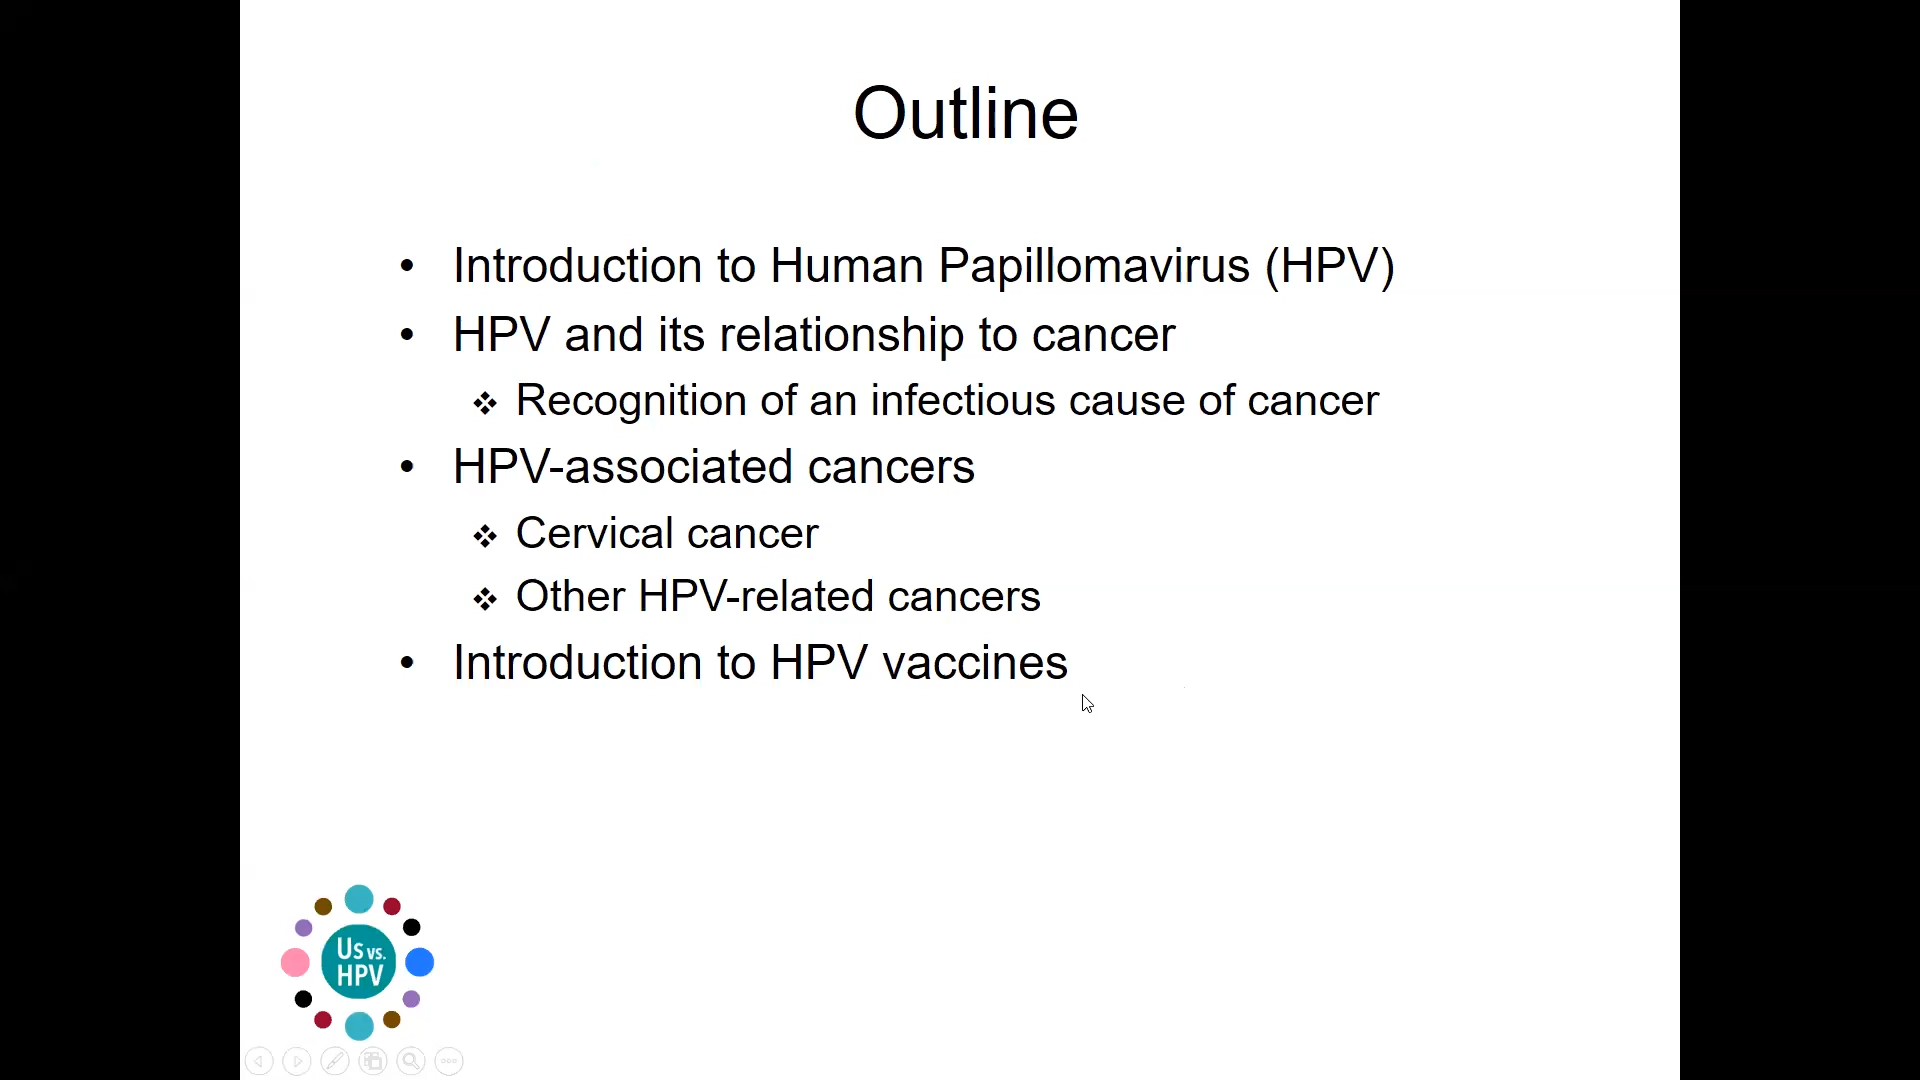 Outline
• Introduction to Human Papillomavirus (HPV)
• HPV and its relationship to cancer
❖ Recognition of an infectious cause of cancer
• HPV-associated cancers
❖ Cervical cancer
❖ Other HPV-related cancers
• Introduction to HPV vaccines
Us vs.
HPV